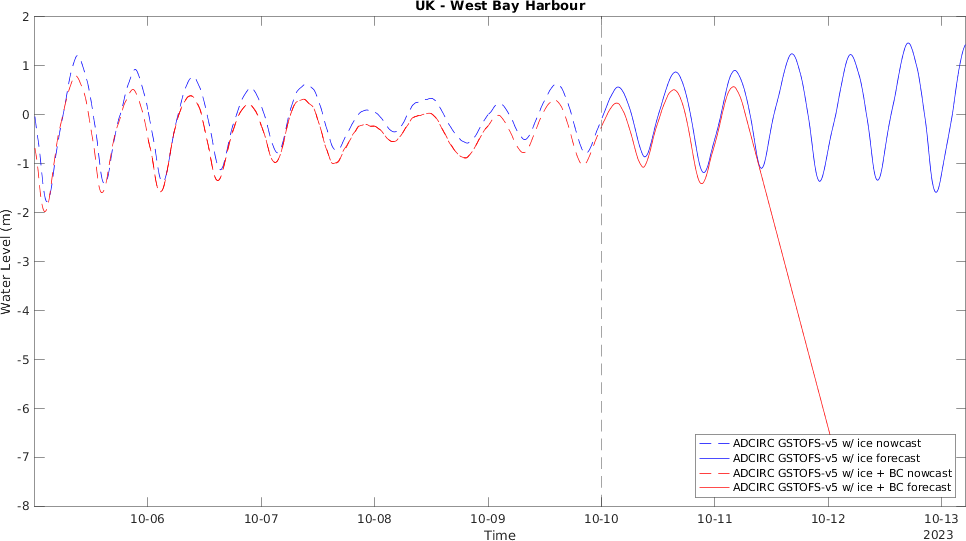 UK - West Bay Harbour
2
1
0
-1
-2
-3
-4
-5
-6
-7
-8
Water Level (m)
ADCIRC GSTOFS-v5 w/ ice nowcast
ADCIRC GSTOFS-v5 w/ ice forecast
ADCIRC GSTOFS-v5 w/ ice + BC nowcast
ADCIRC GSTOFS-v5 w/ ice + BC forecast
10-06 10-07 10-08 10-09 10-10 10-11 10-12 10-13
Time
2023